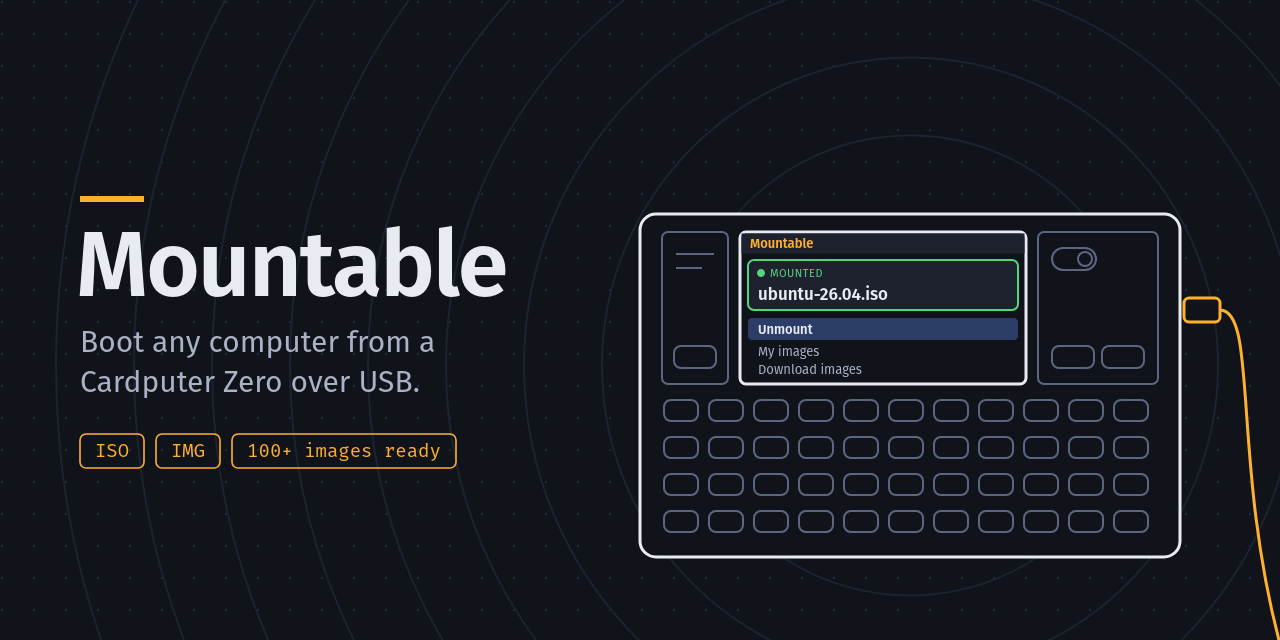 Mountable
Boot any computer from a
Cardputer Zero over USB.
ISO
IMG
100+ images ready
Mountable
MOUNTED
ubuntu-26.04.iso
Unmount
My images
Download images